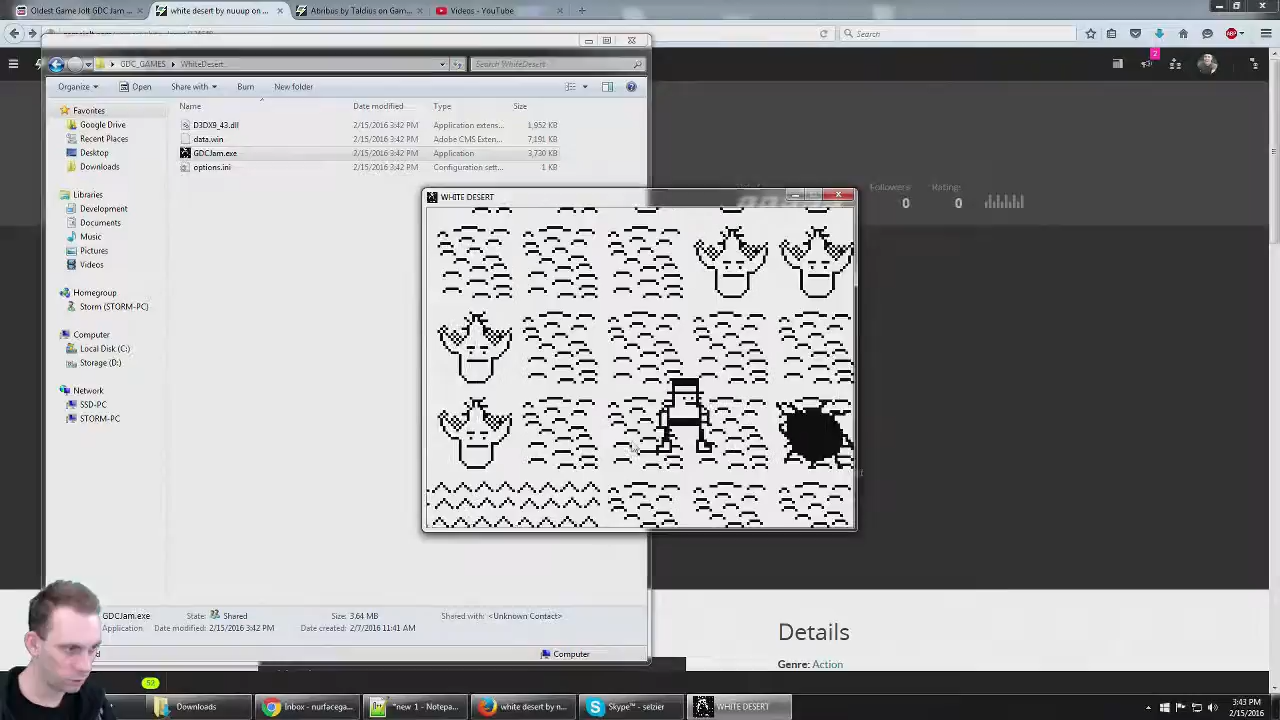 Oldest Game Jolt GDC Jam ...
white desert by nuuup on ...
Atribus by Taldius on Gam...
Videos - YouTube
Search
2
GDC_GAMES
WhiteDesert
Search WhiteDesert
Organize
Open
Share with
Burn
New folder
Name
Date modified
Type
Size
Favorites
Google Drive
Recent Places
Desktop
Downloads
Libraries
Development
Documents
Music
Pictures
Videos
Homegroup
Storm (STORM-PC)
Computer
Local Disk (C:)
Storage (D:)
Network
SSD-PC
STORM-PC
D3DX9_43.dll 2/15/2016 3:42 PM Application extens... 1,952 KB
data.win 2/15/2016 3:42 PM Adobe CMS Exten... 7,191 KB
GDCJam.exe 2/15/2016 3:42 PM Application 3,730 KB
options.ini 2/15/2016 3:42 PM Configuration sett... 1 KB
WHITE DESERT
Followers: Rating:
0 0
GDCJam.exe State: Shared Size: 3.64 MB Shared with: <Unknown Contact>
Application Date modified: 2/15/2016 3:42 PM Date created: 2/7/2016 11:41 AM
Computer
Details
Genre: Action
52
Downloads
Inbox - nurfacega...
*new 1 - Notepa...
white desert by n...
Skype™ - setzier
WHITE DESERT
3:43 PM
2/15/2016